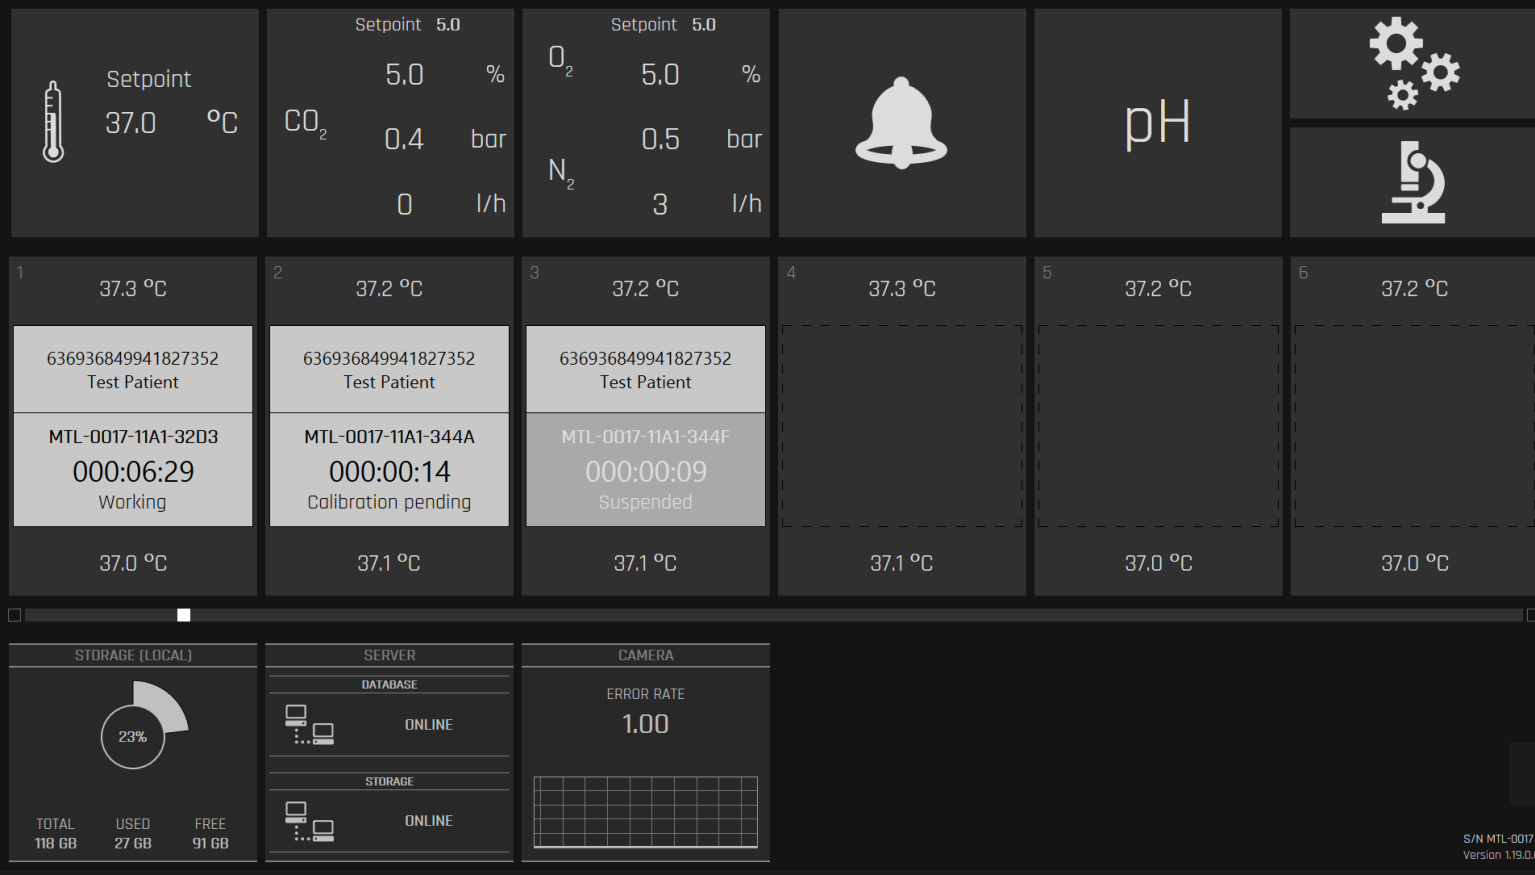 Setpoint
37.0 °C
Setpoint 5.0
CO2
5.0 %
0.4 bar
0 l/h
Setpoint 5.0
O2
5.0 %
0.5 bar
N2
3 l/h
pH
1
37.3 °C
636936849941827352
Test Patient
MTL-0017-11A1-32D3
000:06:29
Working
37.0 °C
2
37.2 °C
636936849941827352
Test Patient
MTL-0017-11A1-344A
000:00:14
Calibration pending
37.1 °C
3
37.2 °C
636936849941827352
Test Patient
MTL-0017-11A1-344F
000:00:09
Suspended
37.1 °C
4
37.3 °C
37.1 °C
5
37.2 °C
37.0 °C
6
37.2 °C
37.0 °C
STORAGE (LOCAL)
23%
TOTAL USED FREE
118 GB 27 GB 91 GB
SERVER
DATABASE
ONLINE
STORAGE
ONLINE
CAMERA
ERROR RATE
1.00
S/N MTL-0017
Version 1.19.0.